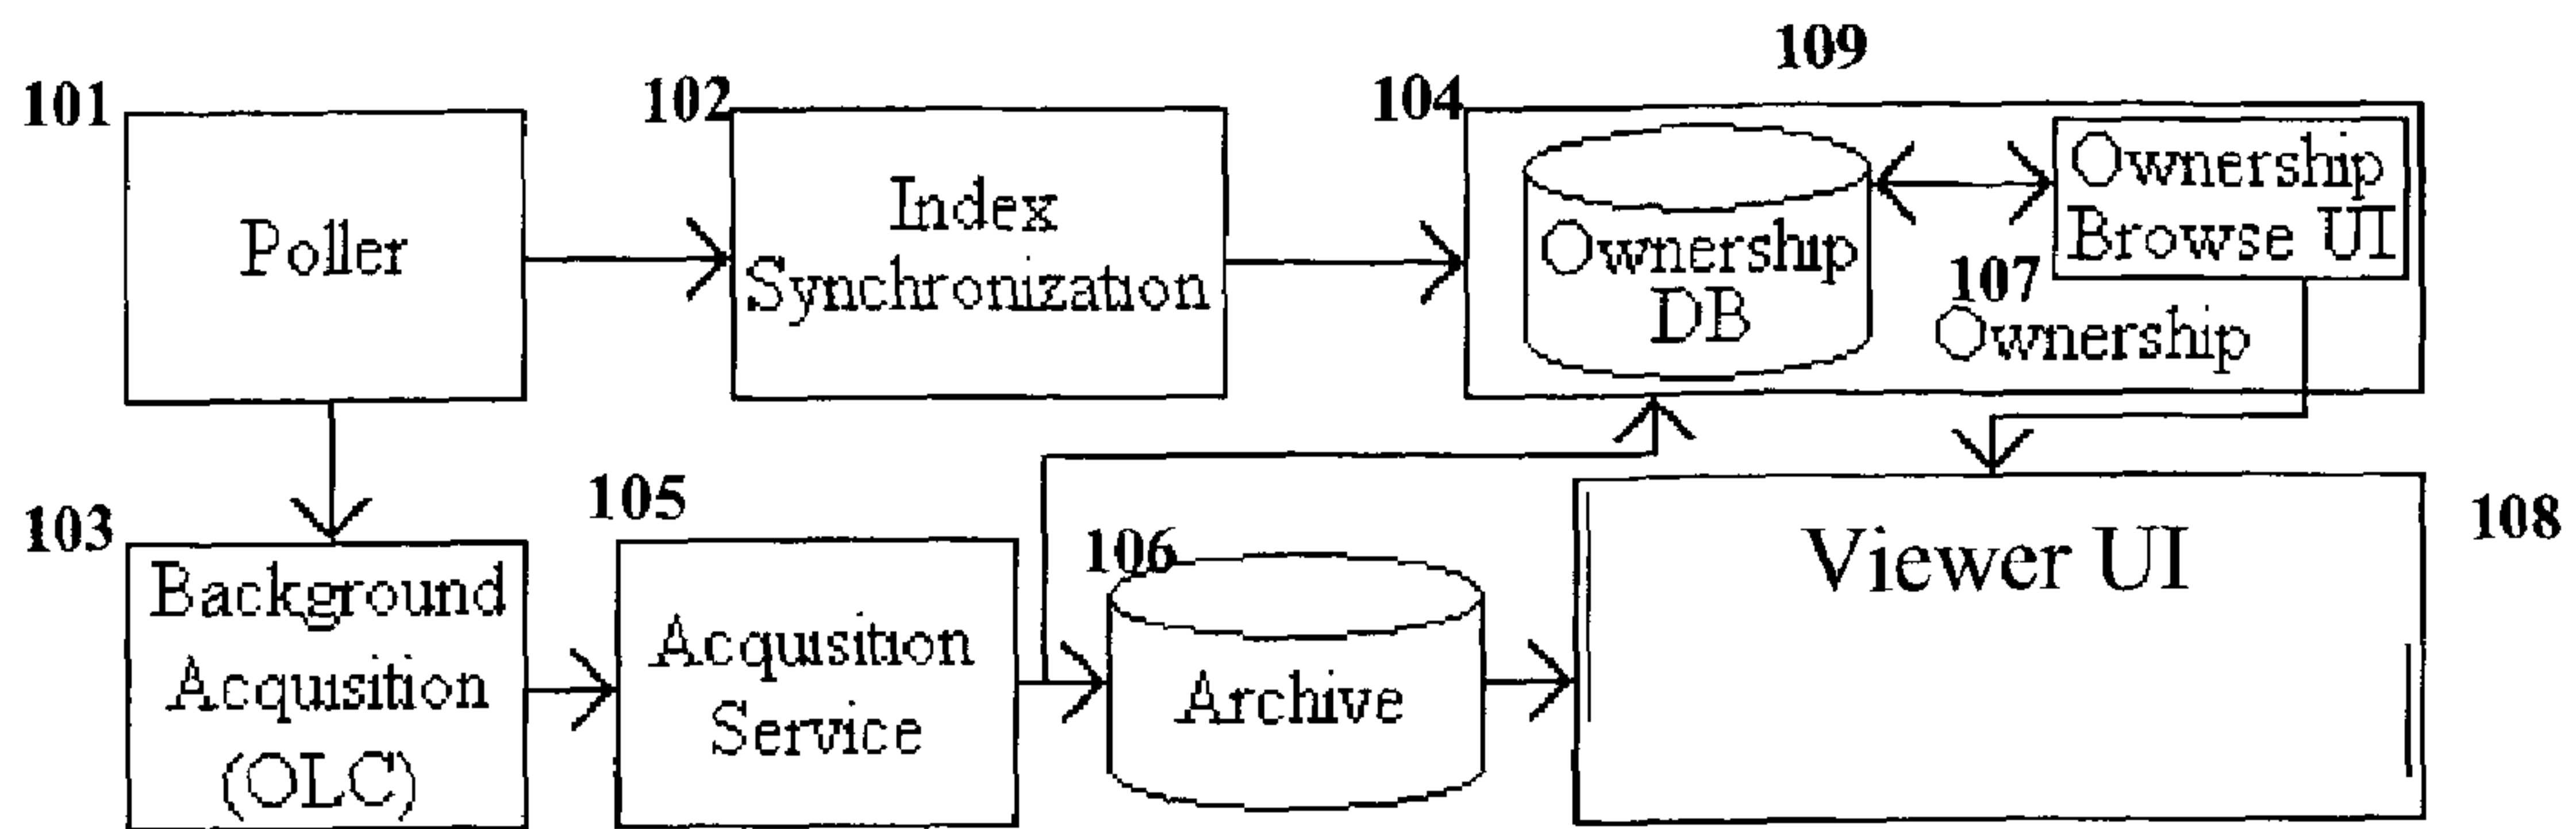 109
101
102
104
Poller
Index
Synchronization
Ownership
DB
Ownership
Browse UI
107
Ownership
103
Background
Acquisition
(OLC)
105
Acquisition
Service
106
Archive
Viewer UI
108